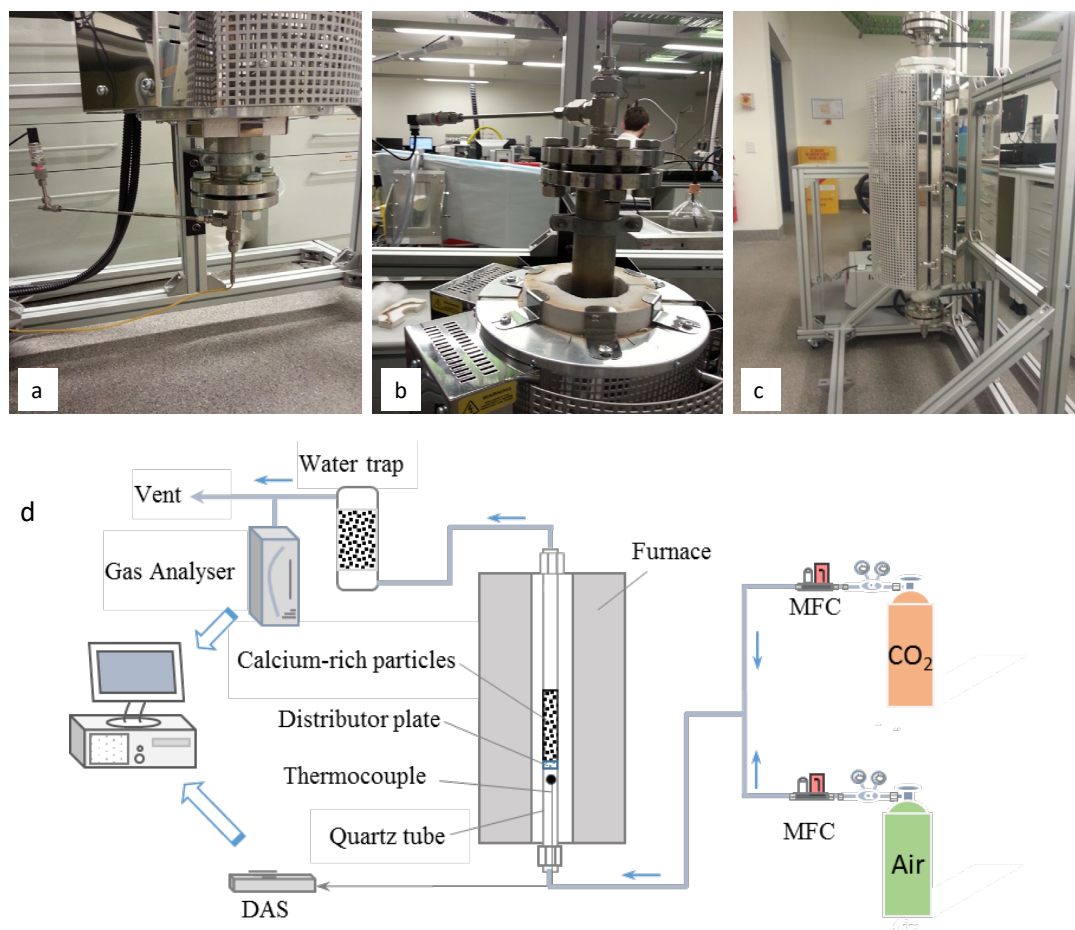 a
b
WARNING
c
d
Water trap
Vent
Gas Analyser
Furnace
MFC
CO₂
Calcium-rich particles
Distributor plate
Thermocouple
Quartz tube
MFC
Air
DAS